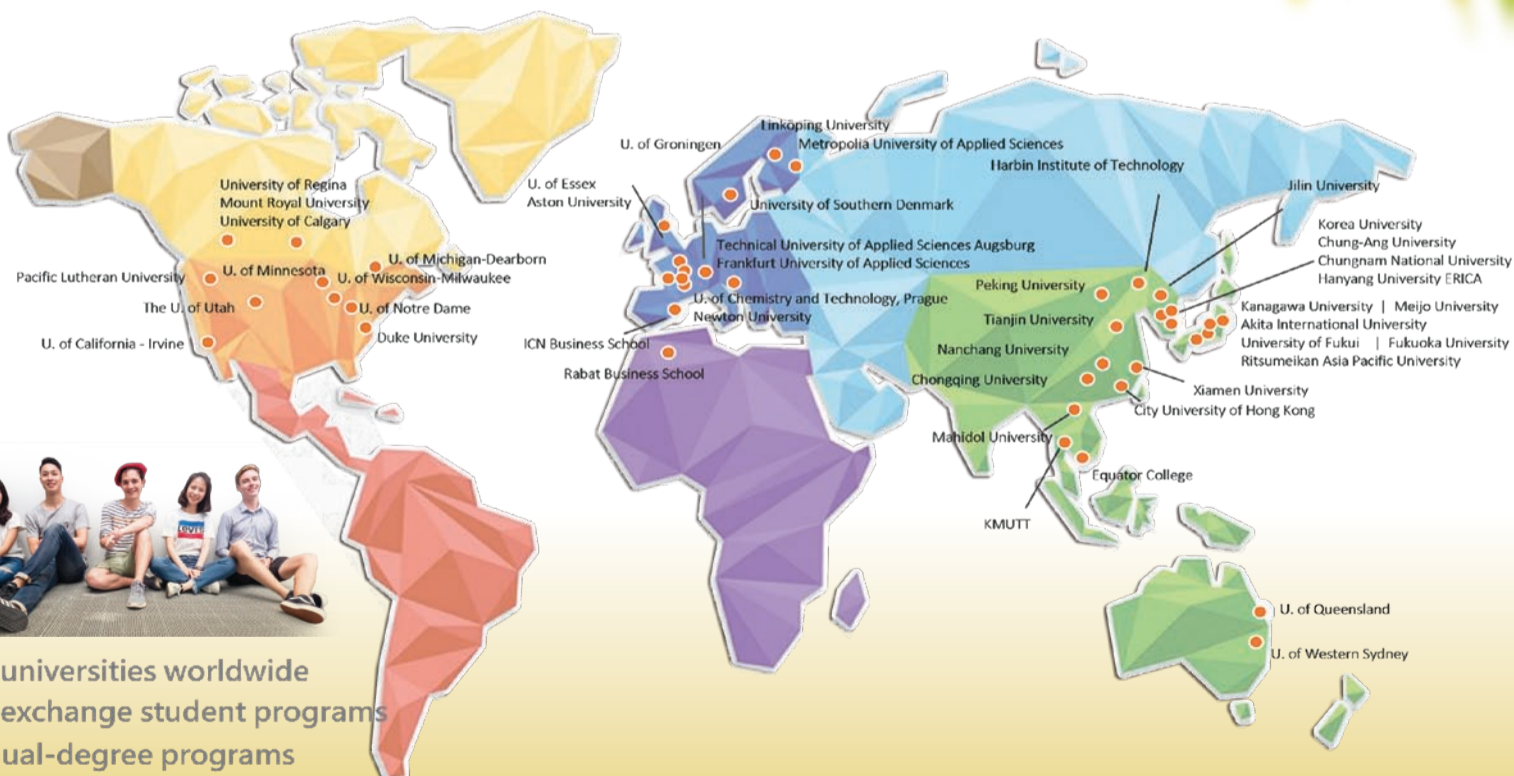 University of Regina
Mount Royal University
University of Calgary
U. of Michigan-Dearborn
Pacific Lutheran University
U. of Minnesota
U. of Wisconsin-Milwaukee
The U. of Utah
U. of Notre Dame
Duke University
U. of California - Irvine
Linköping University
U. of Groningen
Metropolia University of Applied Sciences
U. of Essex
Aston University
University of Southern Denmark
Technical University of Applied Sciences Augsburg
Frankfurt University of Applied Sciences
U. of Chemistry and Technology, Prague
Newton University
ICN Business School
Rabat Business School
Harbin Institute of Technology
Jilin University
Korea University
Chung-Ang University
Chungnam National University
Hanyang University ERICA
Peking University
Kanagawa University | Meijo University
Akita International University
University of Fukui | Fukuoka University
Ritsumeikan Asia Pacific University
Tianjin University
Nanchang University
Chongqing University
Xiamen University
City University of Hong Kong
Mahidol University
Equator College
KMUTT
U. of Queensland
U. of Western Sydney
LEVI'S
universities worldwide
exchange student programs
ual-degree programs